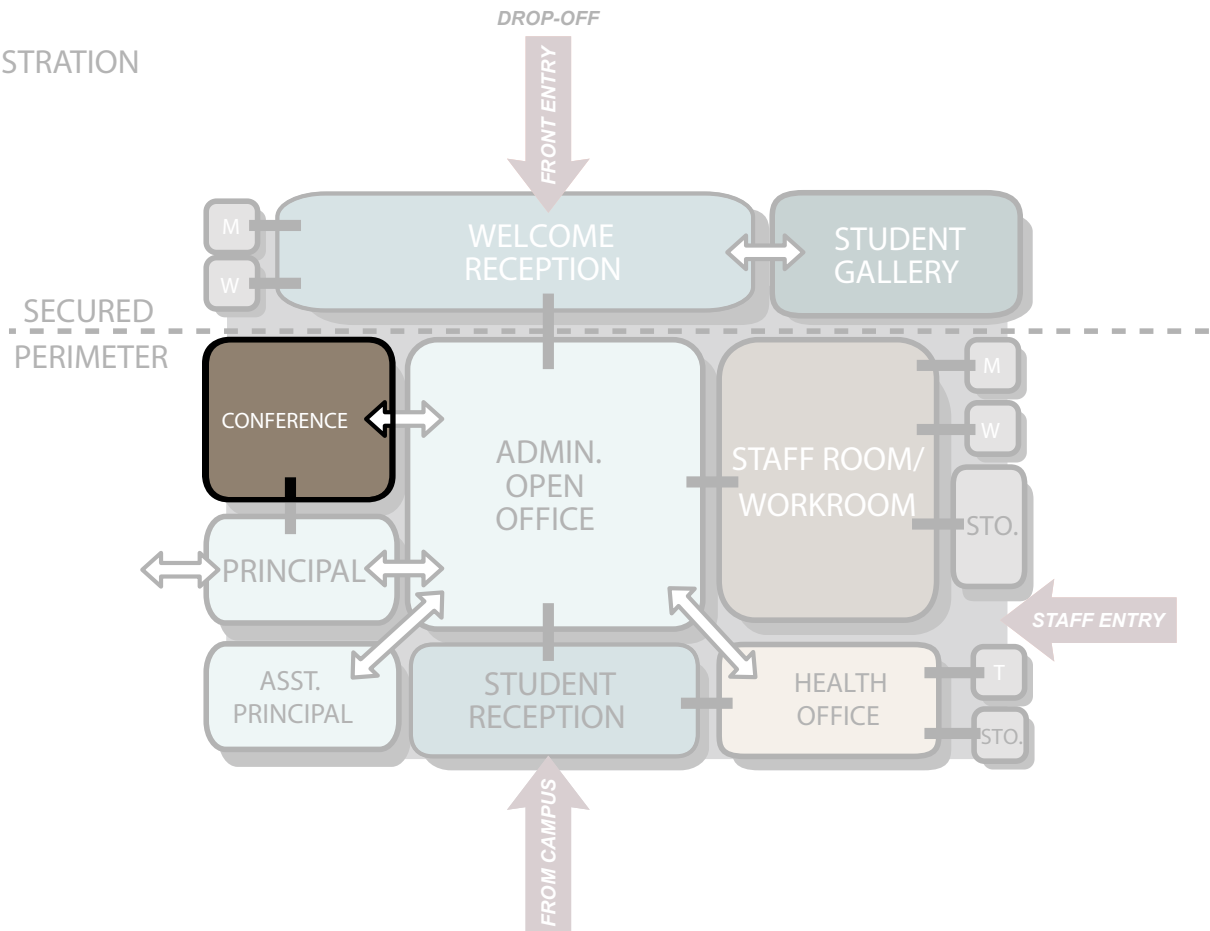 DROP-OFF
STRATION
FRONT ENTRY
M
WELCOME
RECEPTION
STUDENT
GALLERY
W
SECURED
PERIMETER
CONFERENCE
ADMIN.
OPEN
OFFICE
STAFF ROOM/
WORKROOM
M
W
STO.
PRINCIPAL
STAFF ENTRY
ASST.
PRINCIPAL
STUDENT
RECEPTION
HEALTH
OFFICE
T
STO.
FROM CAMPUS